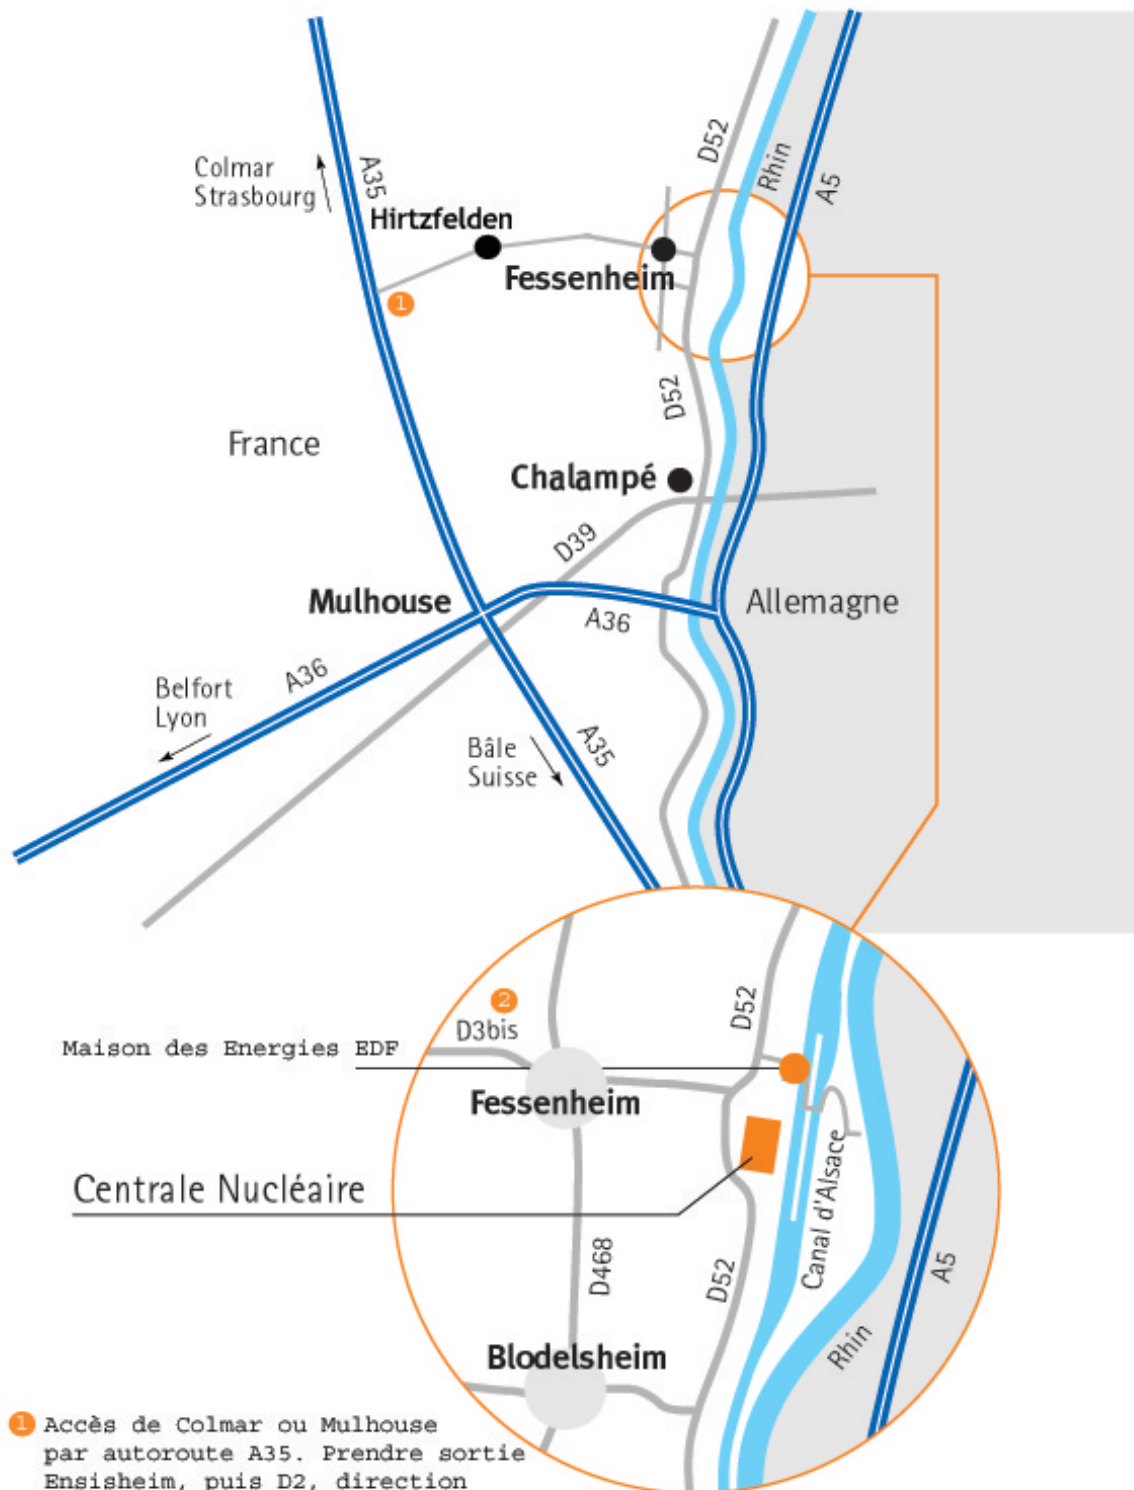 D52
Rhin
A5
Colmar
Strasbourg
A35
Hirtzfelden
Fessenheim
1
D52
France
Chalampé
D39
Mulhouse
A36
Allemagne
A36
Belfort
Lyon
Bâle
Suisse
A35
2
D3bis
D52
Maison des Energies EDF
Fessenheim
Centrale Nucléaire
Canal d'Alsace
D468
D52
A5
Rhin
Blodelsheim
1 Accès de Colmar ou Mulhouse
par autoroute A35. Prendre sortie
Ensisheim, puis D2, direction